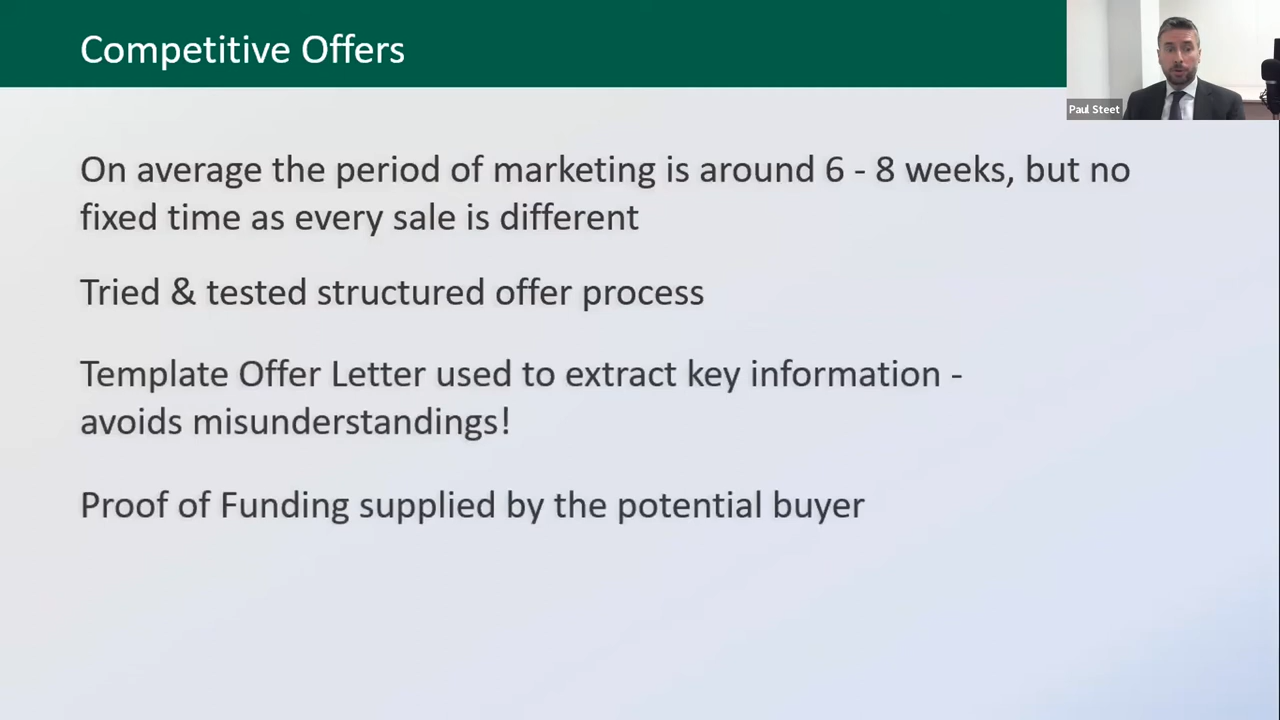 Competitive Offers
Paul Steet
On average the period of marketing is around 6 - 8 weeks, but no
fixed time as every sale is different
Tried & tested structured offer process
Template Offer Letter used to extract key information -
avoids misunderstandings!
Proof of Funding supplied by the potential buyer